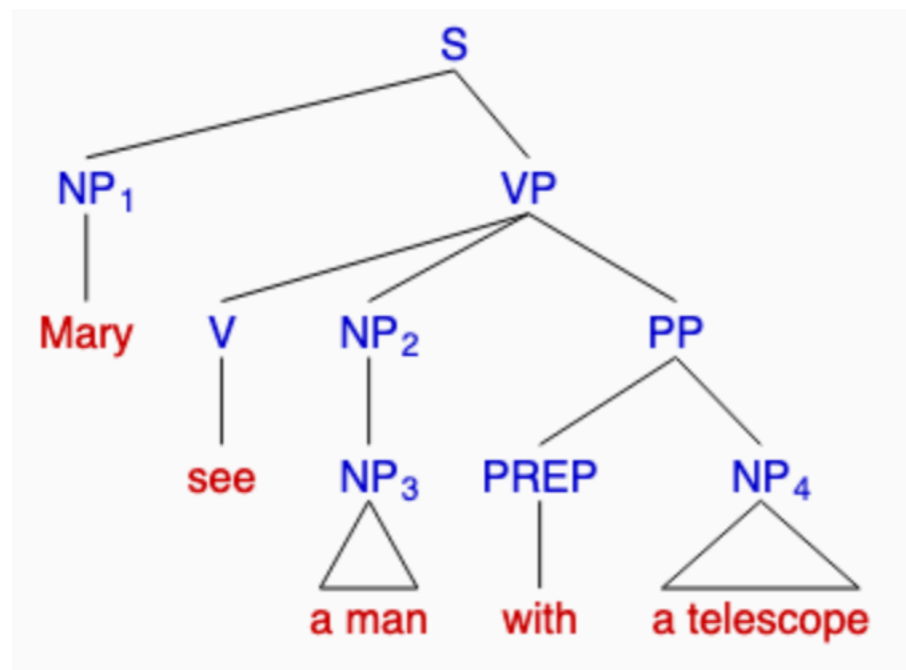 S
NP₁ VP
Mary V NP₂ PP
see NP₃ PREP NP₄
a man with a telescope